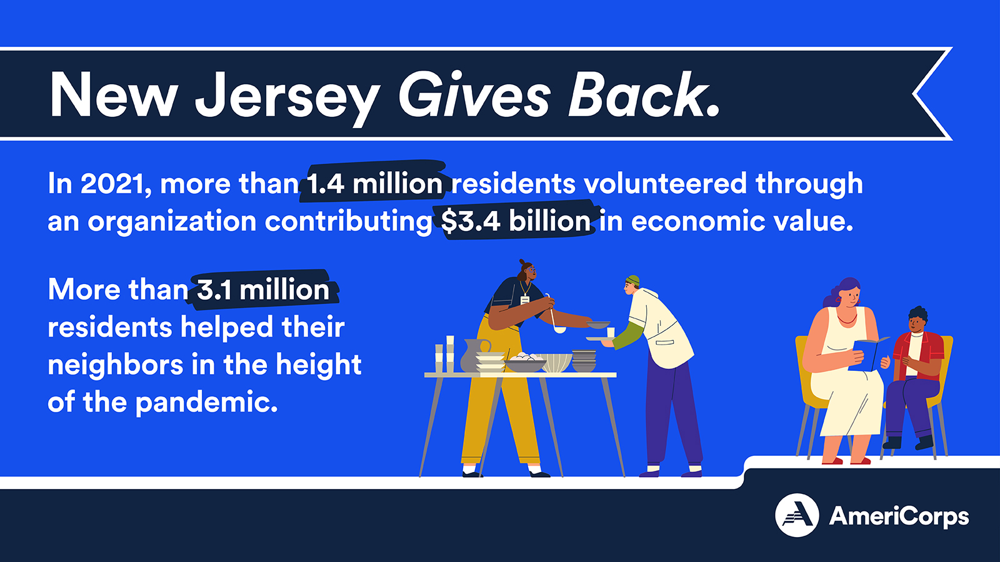 New Jersey Gives Back.
In 2021, more than 1.4 million residents volunteered through
an organization contributing $3.4 billion in economic value.
More than 3.1 million
residents helped their
neighbors in the height
of the pandemic.
AmeriCorps